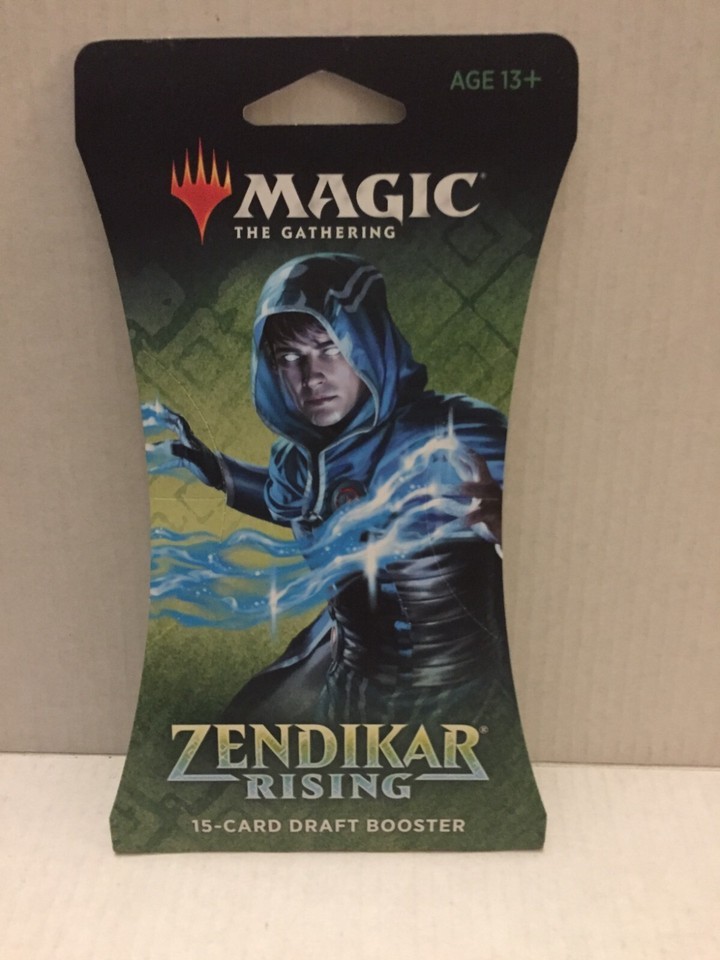 AGE 13+
MAGIC
THE GATHERING
ZENDIKAR®
RISING
15-CARD DRAFT BOOSTER